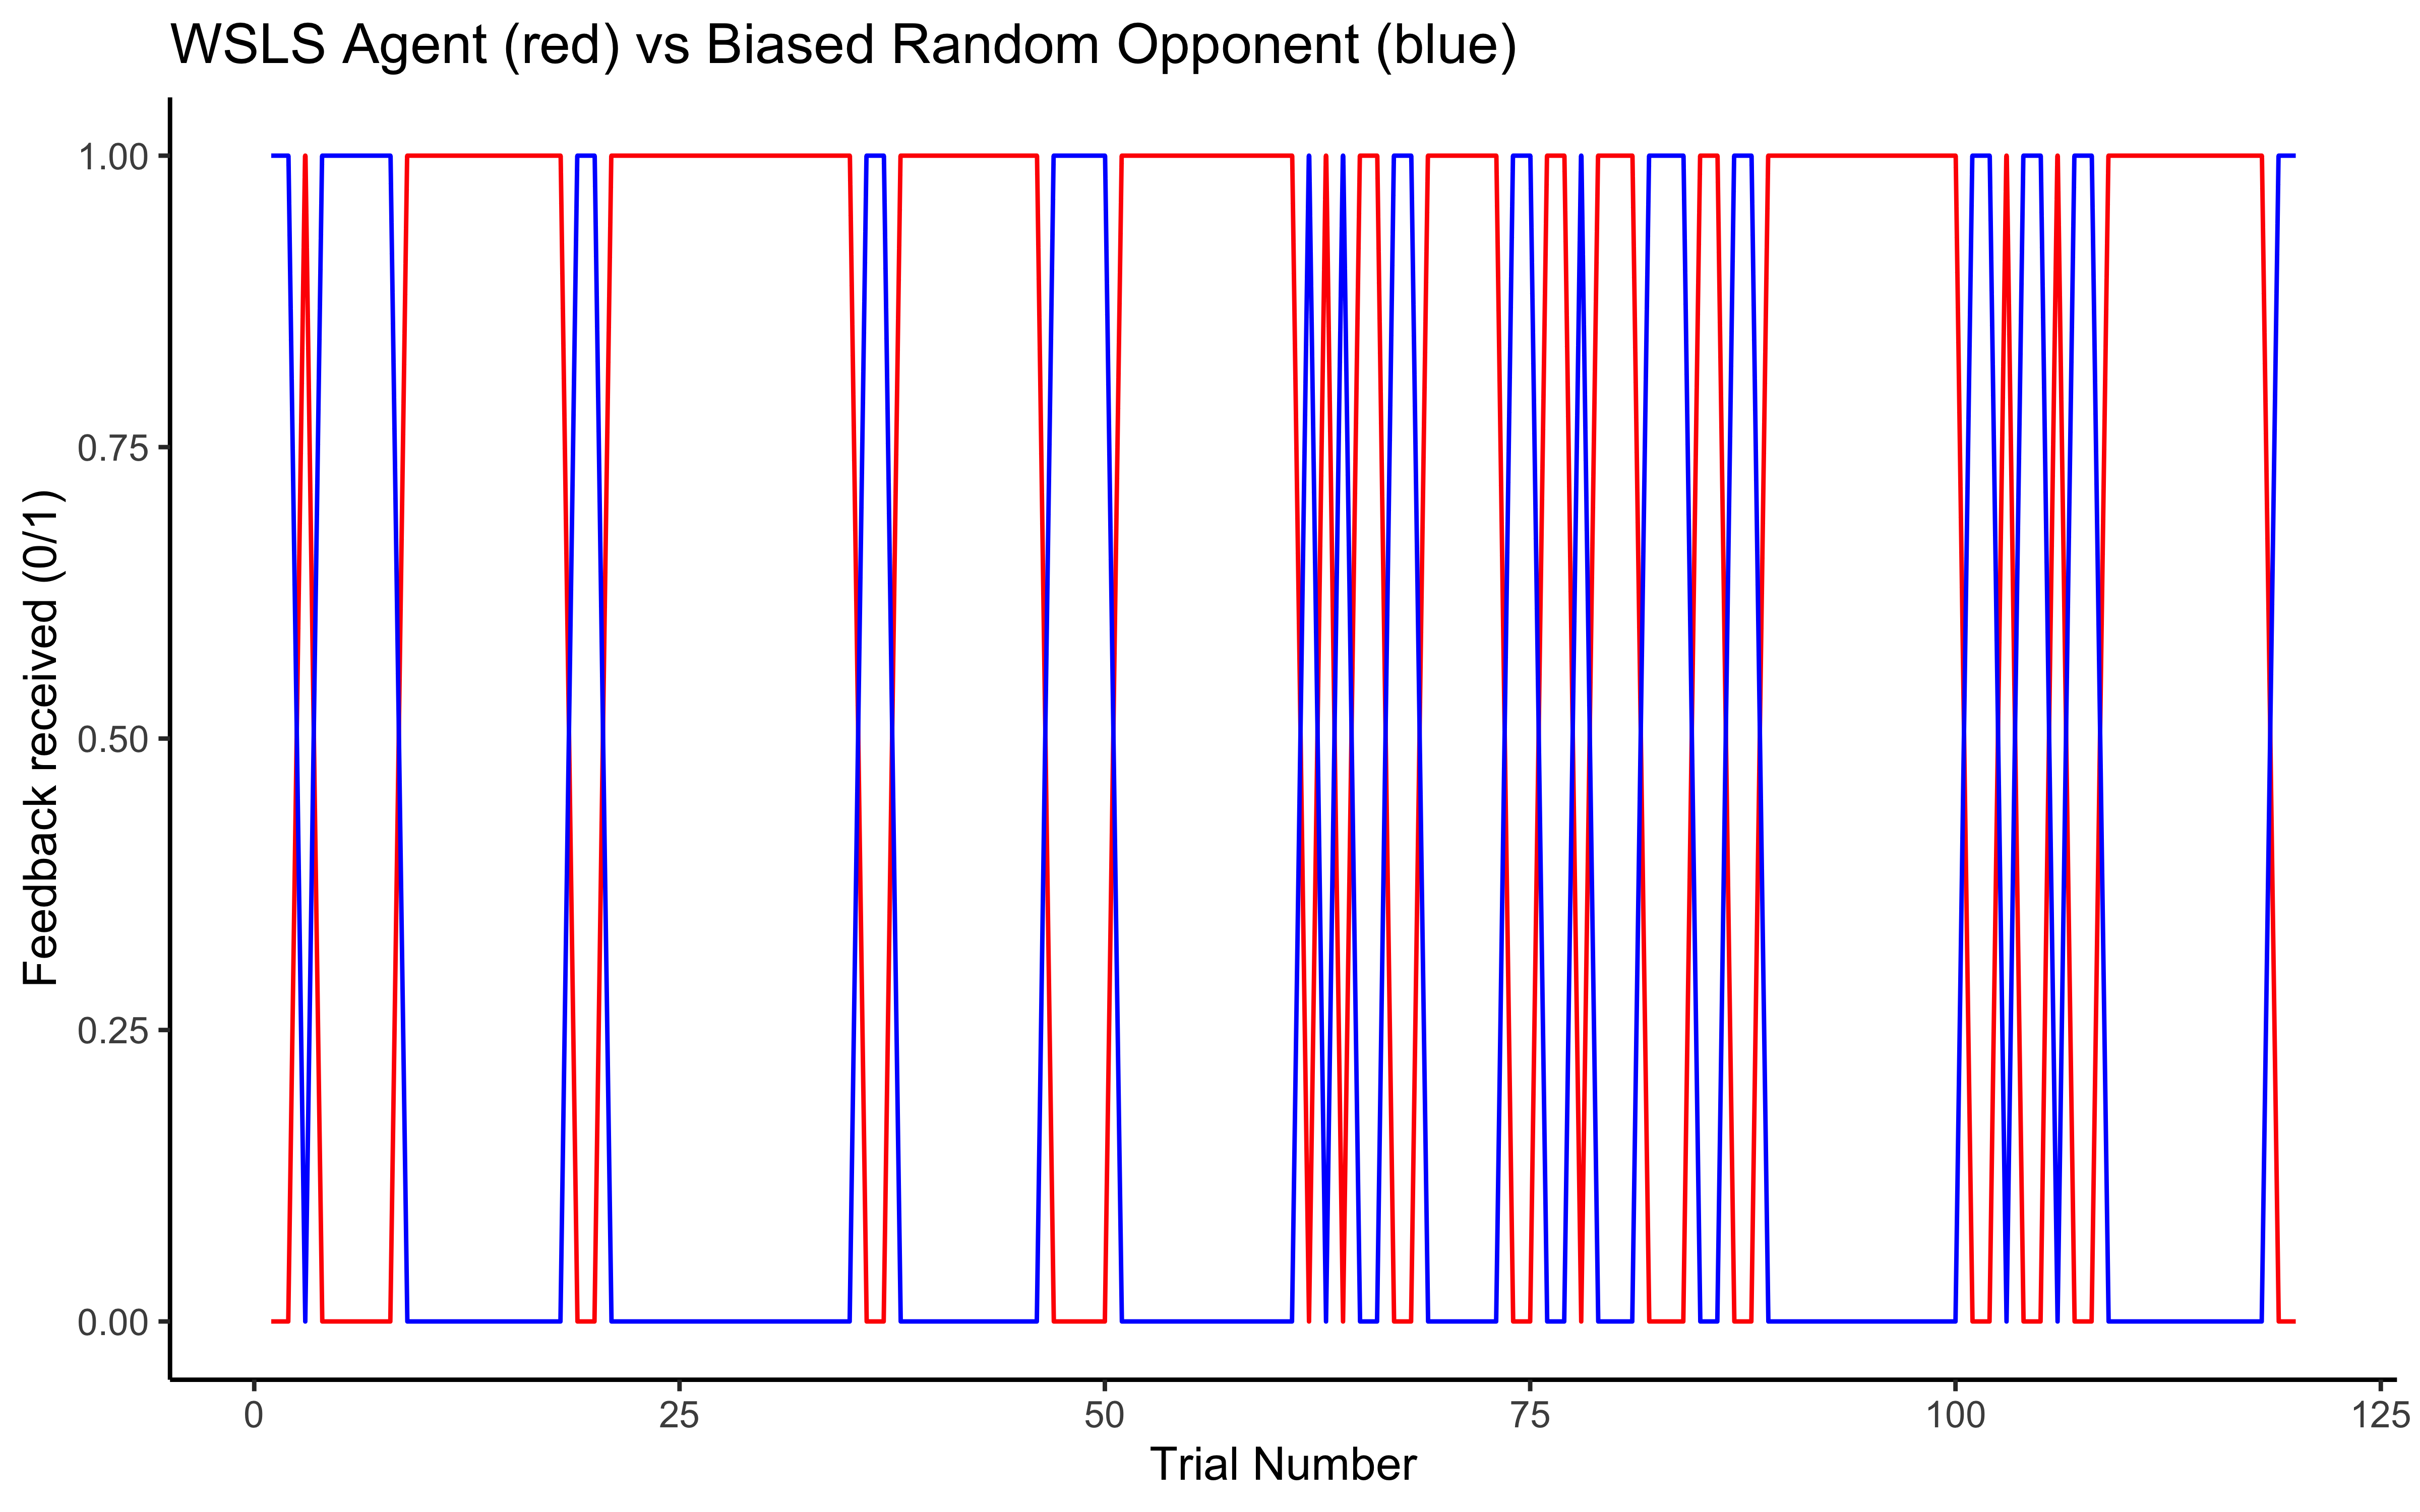 WSLS Agent (red) vs Biased Random Opponent (blue)
Feedback received (0/1)
1.00
0.75
0.50
0.25
0.00
0 25 50 75 100 125
Trial Number